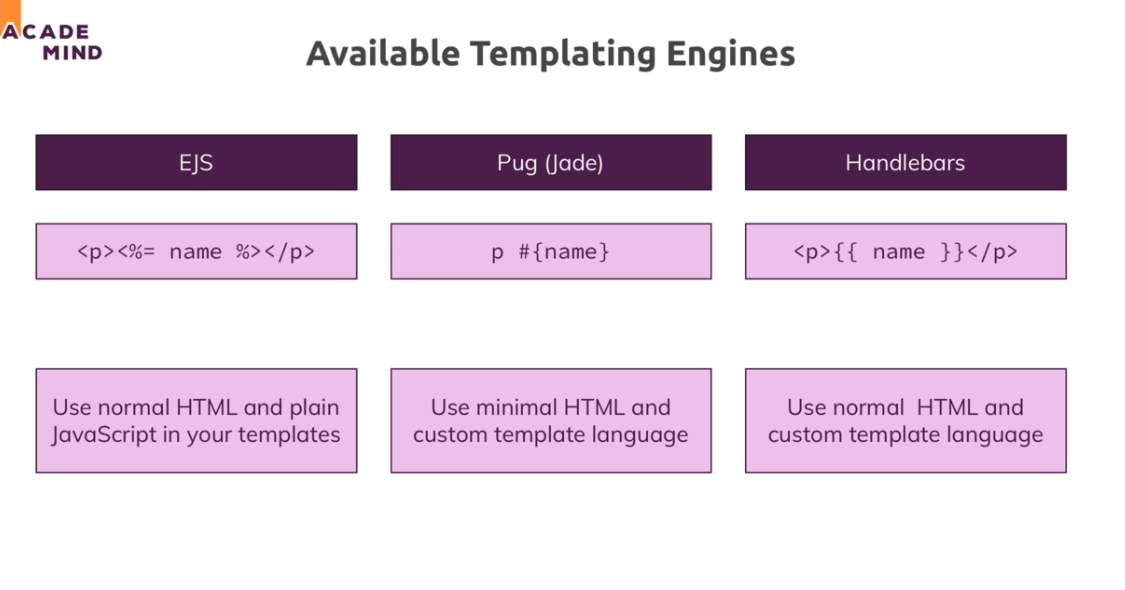 ACADE
MIND
Available Templating Engines
EJS
Pug (Jade)
Handlebars
<p><%= name %></p>
p #{name}
<p>{{ name }}</p>
Use normal HTML and plain
JavaScript in your templates
Use minimal HTML and
custom template language
Use normal  HTML and
custom template language